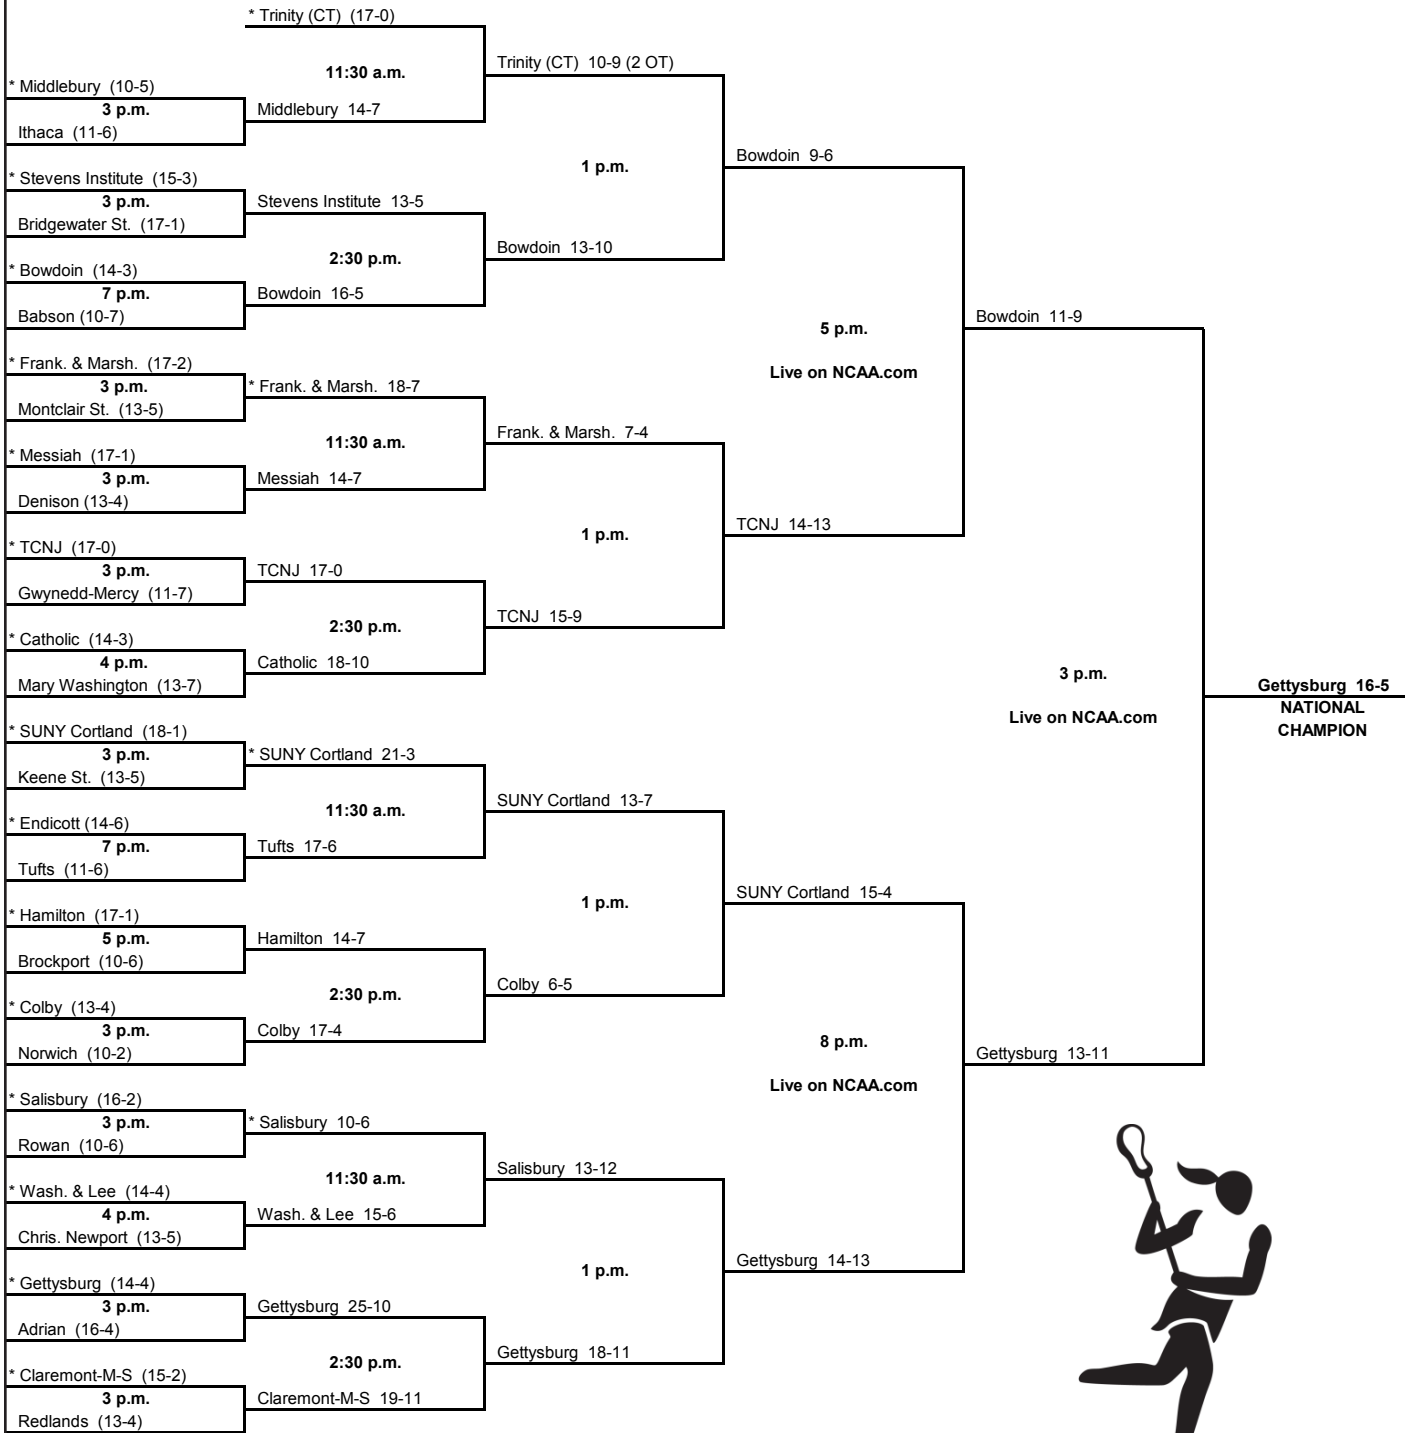 * Trinity (CT) (17-0)
11:30 a.m.
Trinity (CT) 10-9 (2 OT)
* Middlebury (10-5)
3 p.m.
Middlebury 14-7
Ithaca (11-6)
1 p.m.
Bowdoin 9-6
* Stevens Institute (15-3)
3 p.m.
Stevens Institute 13-5
Bridgewater St. (17-1)
2:30 p.m.
Bowdoin 13-10
* Bowdoin (14-3)
7 p.m.
Bowdoin 16-5
Babson (10-7)
5 p.m.
Live on NCAA.com
Bowdoin 11-9
* Frank. & Marsh. (17-2)
3 p.m.
* Frank. & Marsh. 18-7
Montclair St. (13-5)
11:30 a.m.
Frank. & Marsh. 7-4
* Messiah (17-1)
3 p.m.
Messiah 14-7
Denison (13-4)
1 p.m.
TCNJ 14-13
* TCNJ (17-0)
3 p.m.
TCNJ 17-0
Gwynedd-Mercy (11-7)
2:30 p.m.
TCNJ 15-9
* Catholic (14-3)
4 p.m.
Catholic 18-10
Mary Washington (13-7)
3 p.m.
Live on NCAA.com
Gettysburg 16-5
NATIONAL
CHAMPION
* SUNY Cortland (18-1)
3 p.m.
* SUNY Cortland 21-3
Keene St. (13-5)
11:30 a.m.
SUNY Cortland 13-7
* Endicott (14-6)
7 p.m.
Tufts 17-6
Tufts (11-6)
1 p.m.
SUNY Cortland 15-4
* Hamilton (17-1)
5 p.m.
Hamilton 14-7
Brockport (10-6)
2:30 p.m.
Colby 6-5
* Colby (13-4)
3 p.m.
Colby 17-4
Norwich (10-2)
8 p.m.
Live on NCAA.com
Gettysburg 13-11
* Salisbury (16-2)
3 p.m.
* Salisbury 10-6
Rowan (10-6)
11:30 a.m.
Salisbury 13-12
* Wash. & Lee (14-4)
4 p.m.
Wash. & Lee 15-6
Chris. Newport (13-5)
1 p.m.
Gettysburg 14-13
* Gettysburg (14-4)
3 p.m.
Gettysburg 25-10
Adrian (16-4)
2:30 p.m.
Gettysburg 18-11
* Claremont-M-S (15-2)
3 p.m.
Claremont-M-S 19-11
Redlands (13-4)